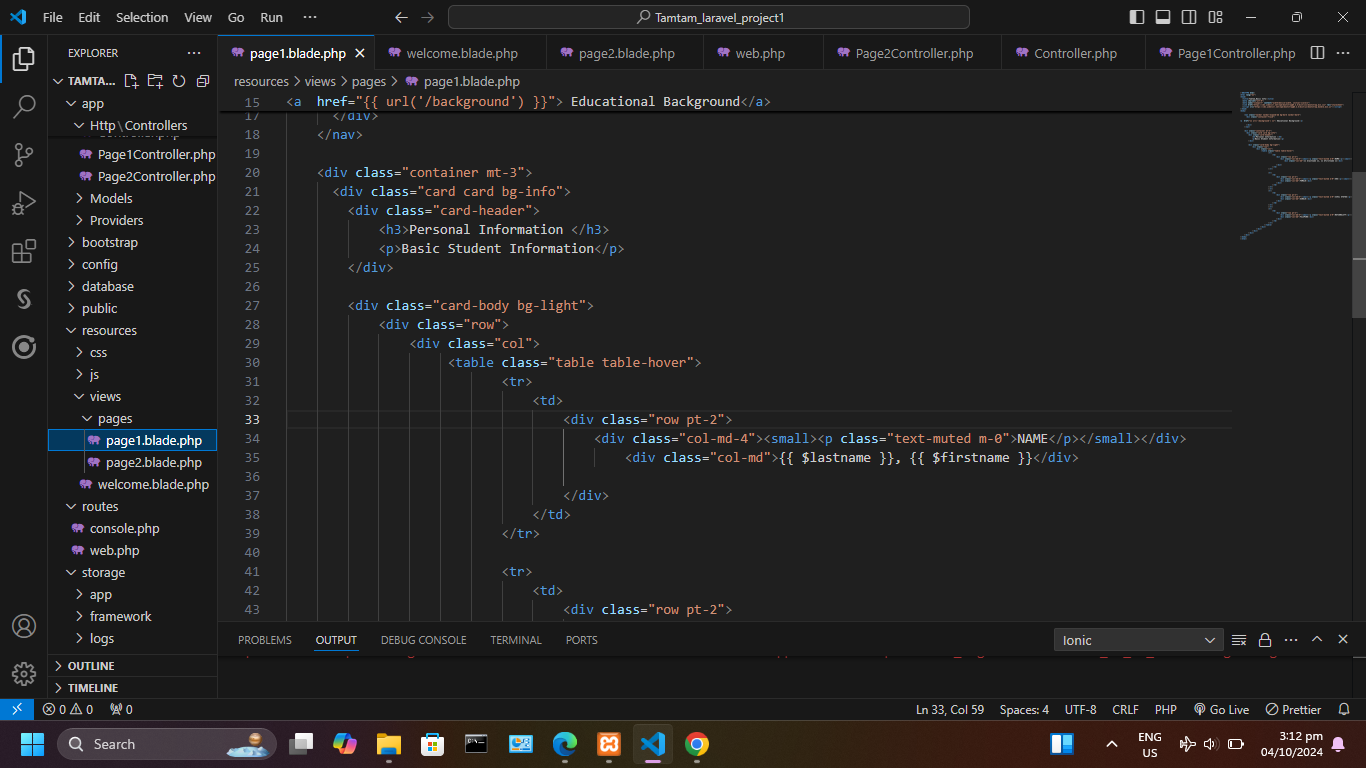 File Edit Selection View Go Run ··· Tamtam_laravel_project1
EXPLORER ···
page1.blade.php welcome.blade.php page2.blade.php web.php Page2Controller.php Controller.php Page1Controller.php ···
TAMTA...
resources > views > pages > page1.blade.php
app
Http\Controllers
Page1Controller.php
Page2Controller.php
Models
Providers
bootstrap
config
database
public
resources
css
js
views
pages
page1.blade.php
page2.blade.php
welcome.blade.php
routes
console.php
web.php
storage
app
framework
logs
OUTLINE
TIMELINE
15 <a  href="{{ url('/background') }}"> Educational Background</a>
17 </div>
18 </nav>
19
20 <div class="container mt-3">
21 <div class="card card bg-info">
22 <div class="card-header">
23 <h3>Personal Information </h3>
24 <p>Basic Student Information</p>
25 </div>
26
27 <div class="card-body bg-light">
28 <div class="row">
29 <div class="col">
30 <table class="table table-hover">
31 <tr>
32 <td>
33 <div class="row pt-2">
34 <div class="col-md-4"><small><p class="text-muted m-0">NAME</p></small></div>
35 <div class="col-md">{{ $lastname }}, {{ $firstname }}</div>
36
37 </div>
38 </td>
39 </tr>
40
41 <tr>
42 <td>
43 <div class="row pt-2">
PROBLEMS OUTPUT DEBUG CONSOLE TERMINAL PORTS Ionic ···
0 0 0 Ln 33, Col 59 Spaces: 4 UTF-8 CRLF PHP Go Live Prettier
Search ENG 3:12 pm
US 04/10/2024